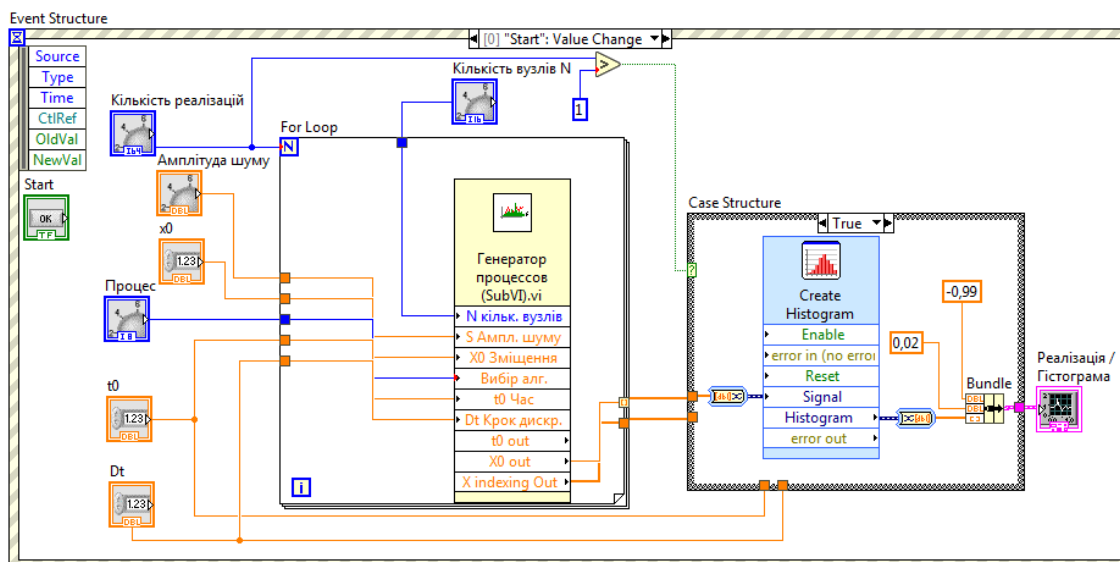 Event Structure
[0] "Start": Value Change
Source
Type
Time
CtlRef
OldVal
NewVal
Кількість вузлів N
I16
>
1
Кількість реалізацій
I64
For Loop
N
Амплітуда шуму
DBL
Start
OK
TF
x0
1.23
DBL
Процес
I8
t0
1.23
DBL
Dt
1.23
DBL
i
Генератор
процессов
(SubVI).vi
N кільк. вузлів
S Ампл. шуму
X0 Зміщення
Вибір алг.
t0 Час
Dt Крок дискр.
t0 out
X0 out
X indexing Out
Case Structure
True
?
Create
Histogram
Enable
error in (no erro
Reset
Signal
Histogram
error out
-0,99
0,02
Bundle
DBL
DBL
Реалізація /
Гістограма